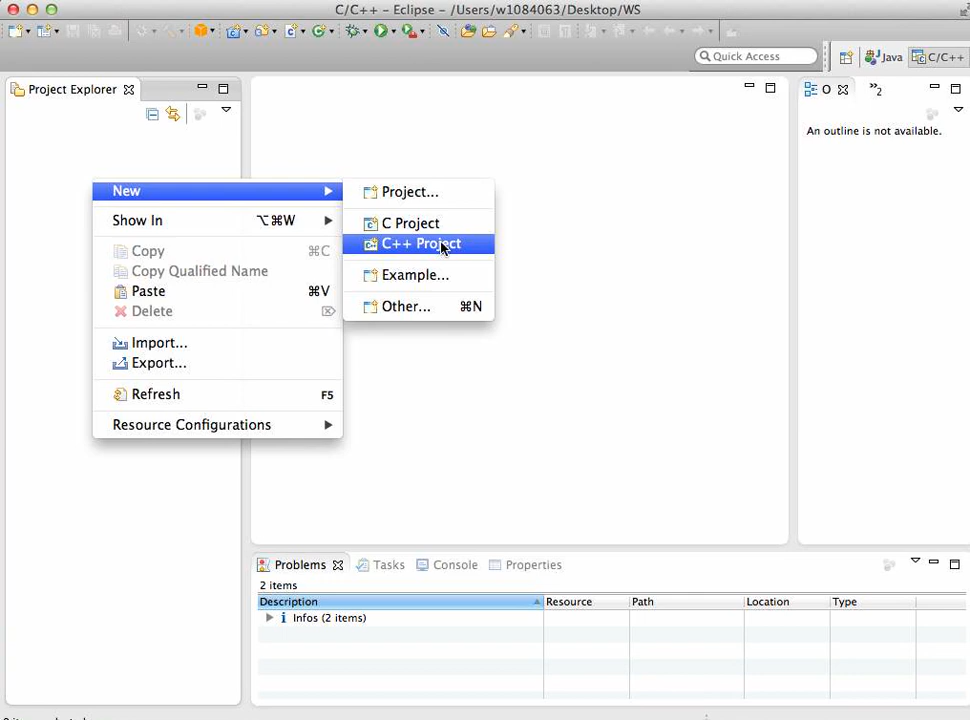 C/C++ – Eclipse – /Users/w1084063/Desktop/WS
Quick Access
Java
C/C++
Project Explorer
O
»2
An outline is not available.
New
Show In ⌥⌘W
Copy ⌘C
Copy Qualified Name
Paste ⌘V
Delete ⌦
Import...
Export...
Refresh F5
Resource Configurations
Project...
C Project
C++ Project
Example...
Other... ⌘N
Problems
Tasks
Console
Properties
2 items
Description Resource Path Location Type
Infos (2 items)